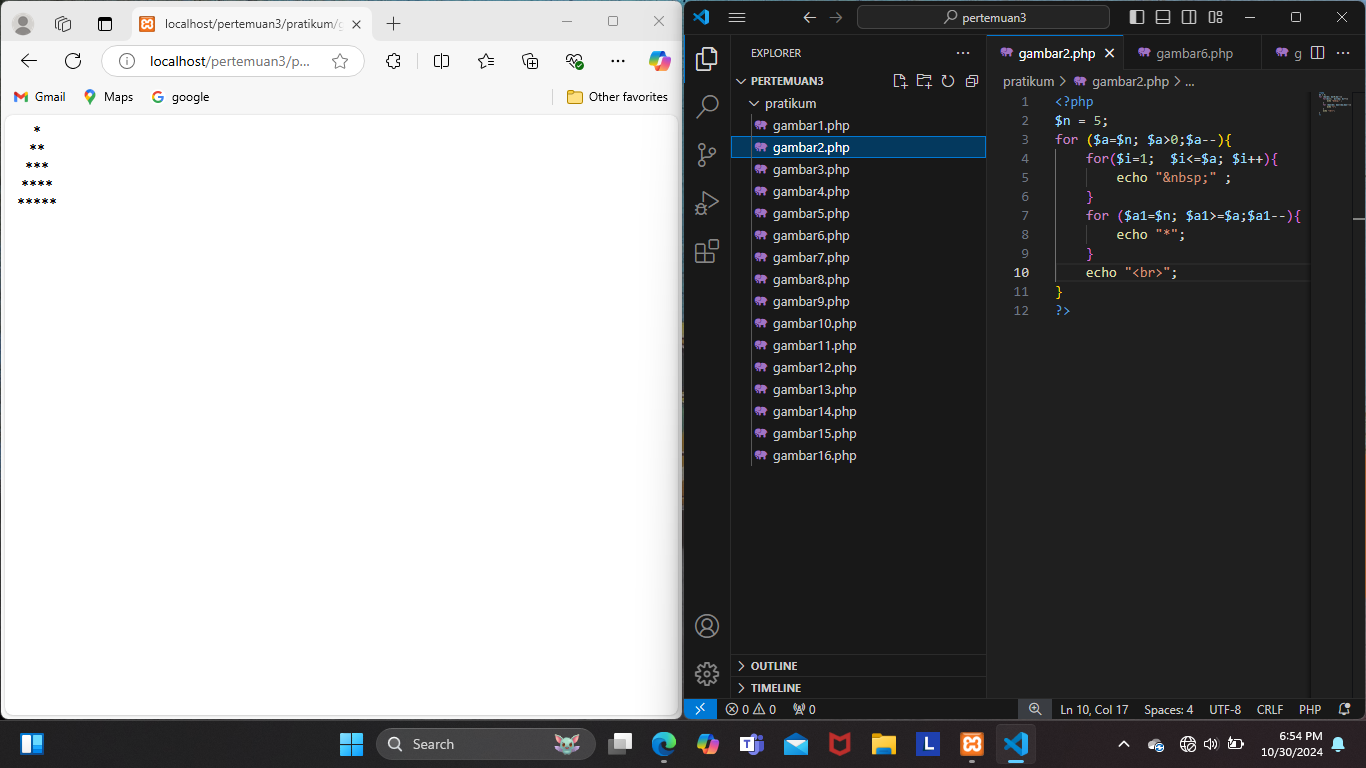 localhost/pertemuan3/pratikum/g
localhost/pertemuan3/p...
Gmail
Maps
google
Other favorites
*
**
***
****
*****
pertemuan3
EXPLORER
PERTEMUAN3
pratikum
gambar1.php
gambar2.php
gambar3.php
gambar4.php
gambar5.php
gambar6.php
gambar7.php
gambar8.php
gambar9.php
gambar10.php
gambar11.php
gambar12.php
gambar13.php
gambar14.php
gambar15.php
gambar16.php
OUTLINE
TIMELINE
gambar2.php
gambar6.php
g
pratikum > gambar2.php > ...
1 <?php
2 $n = 5;
3 for ($a=$n; $a>0;$a--){
4     for($i=1;  $i<=$a; $i++){
5         echo "&nbsp;" ;
6     }
7     for ($a1=$n; $a1>=$a;$a1--){
8         echo "*";
9     }
10     echo "<br>";
11 }
12 ?>
0 0 0
Ln 10, Col 17 Spaces: 4 UTF-8 CRLF PHP
Search
L
6:54 PM
10/30/2024